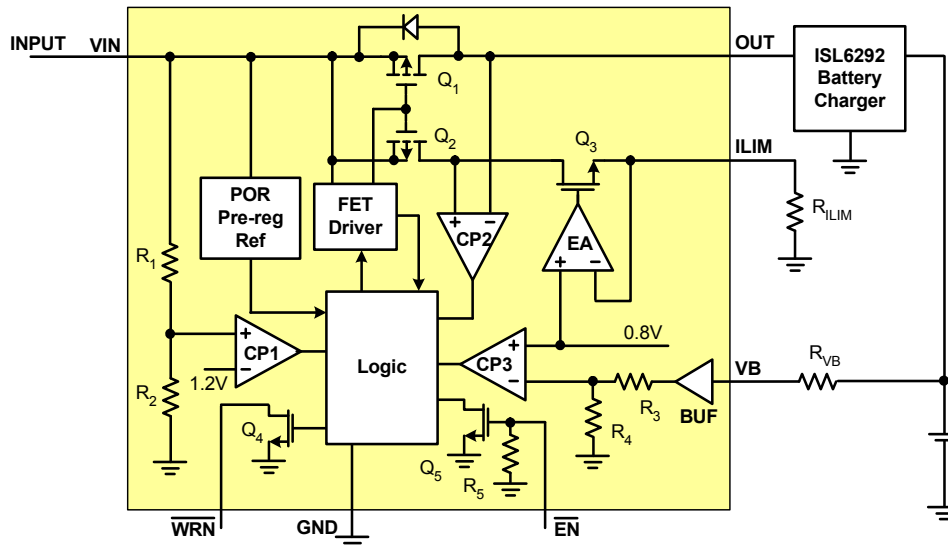 INPUT
VIN
OUT
ISL6292
Battery
Charger
Q1
Q2
Q3
ILIM
RILIM
POR
Pre-reg
Ref
FET
Driver
+
−
CP2
EA
+
−
R1
+
CP1
−
1.2V
R2
Logic
CP3
+
−
0.8V
VB
RVB
BUF
R3
R4
Q4
Q5
R5
WRN
GND
EN